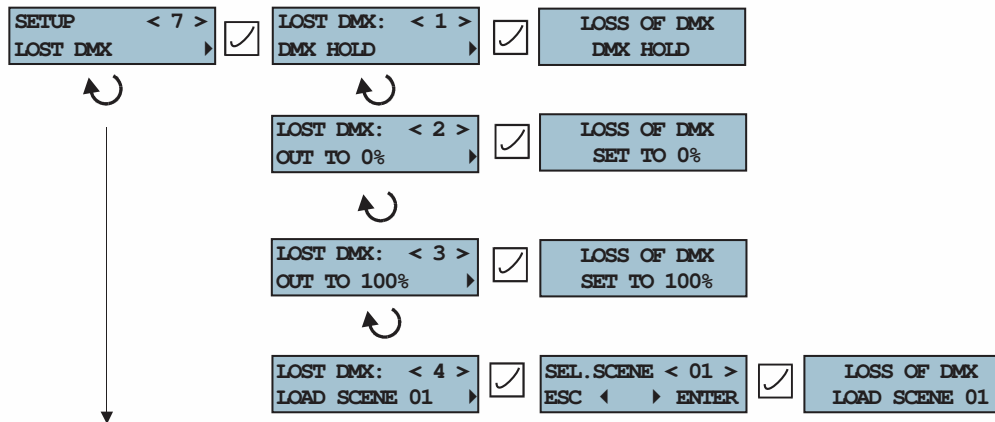 SETUP < 7 >
LOST DMX
LOST DMX: < 1 >
DMX HOLD
LOSS OF DMX
DMX HOLD
LOST DMX: < 2 >
OUT TO 0%
LOSS OF DMX
SET TO 0%
LOST DMX: < 3 >
OUT TO 100%
LOSS OF DMX
SET TO 100%
LOST DMX: < 4 >
LOAD SCENE 01
SEL.SCENE < 01 >
ESC ENTER
LOSS OF DMX
LOAD SCENE 01